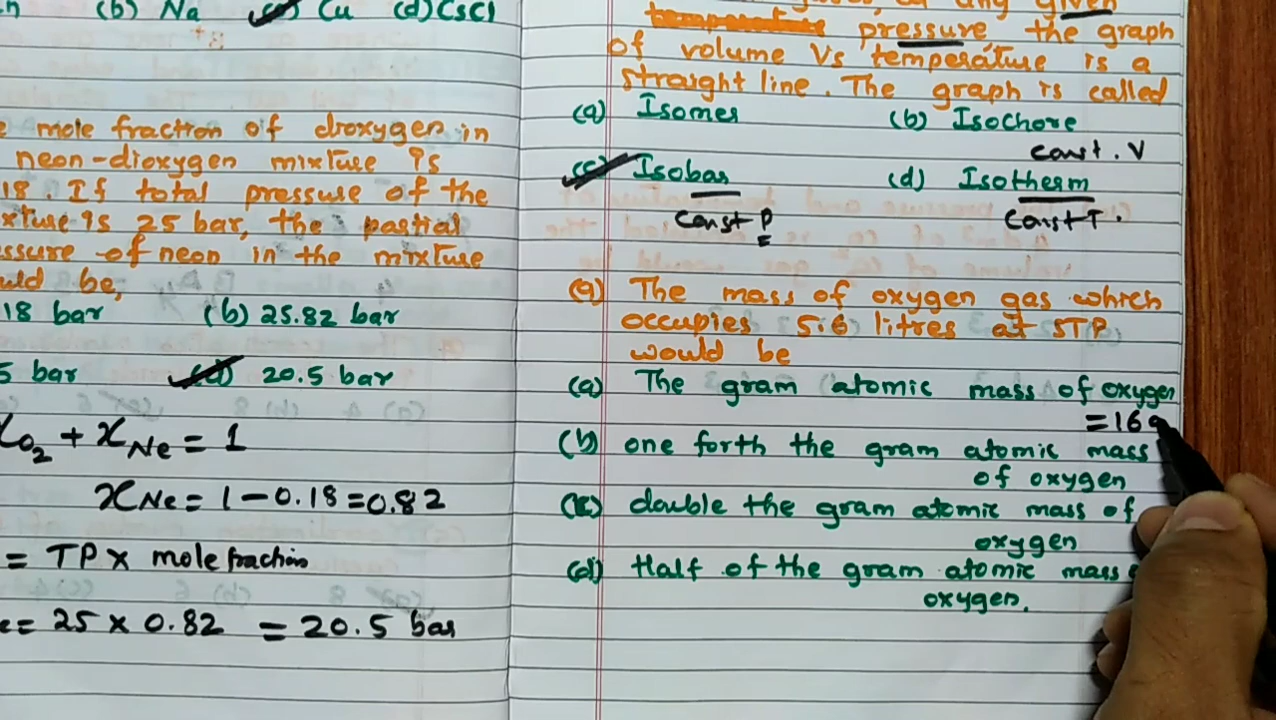 (b) Na (c) Cu (d) CsCl
mole fraction of dioxygen in
neon-dioxygen mixture is
18. If total pressure of the
is 25 bar, the partial
of neon in the mixture
be,
18 bar (b) 25.82 bar
5 bar (d) 20.5 bar
+ xNe = 1
xNe = 1 - 0.18 = 0.82
= TP x mole fraction
= 25 x 0.82 = 20.5 bar
any given
pressure the graph
of volume Vs temperature is a
straight line. The graph is called
(a) Isomer (b) Isochore
const. V
(c) Isobar (d) Isotherm
const P const T.
Q) The mass of oxygen gas which
occupies 5.6 litres at STP
would be
(a) The gram atomic mass of oxygen
= 16
(b) one forth the gram atomic mass
of oxygen
(c) double the gram atomic mass of
oxygen
(d) Half of the gram atomic mass
oxygen.